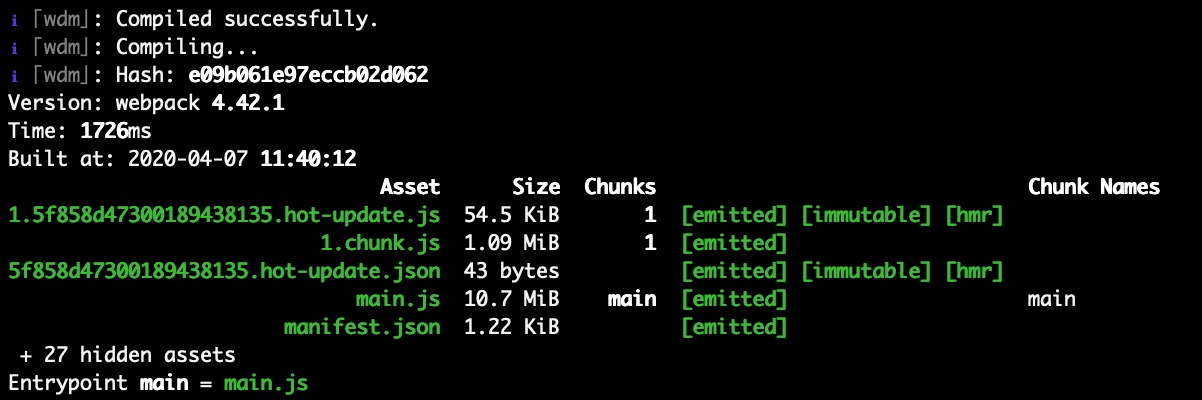 ℹ ｢wdm｣: Compiled successfully.
ℹ ｢wdm｣: Compiling...
ℹ ｢wdm｣: Hash: e09b061e97eccb02d062
Version: webpack 4.42.1
Time: 1726ms
Built at: 2020-04-07 11:40:12
Asset Size Chunks Chunk Names
1.5f858d47300189438135.hot-update.js 54.5 KiB 1 [emitted] [immutable] [hmr]
1.chunk.js 1.09 MiB 1 [emitted]
5f858d47300189438135.hot-update.json 43 bytes [emitted] [immutable] [hmr]
main.js 10.7 MiB main [emitted] main
manifest.json 1.22 KiB [emitted]
+ 27 hidden assets
Entrypoint main = main.js